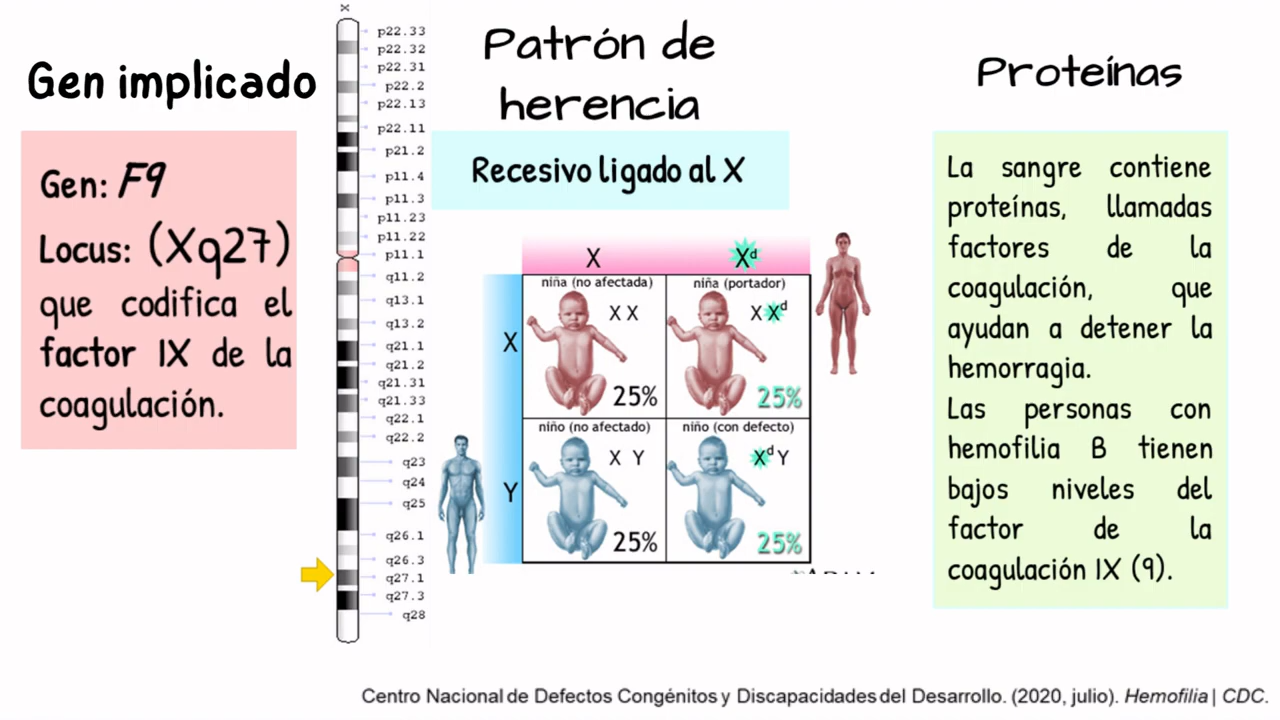 Gen implicado
Gen: F9
Locus: (Xq27)
que codifica el
factor IX de la
coagulación.
X
p22.33
p22.32
p22.31
p22.2
p22.13
p22.11
p21.2
p11.4
p11.3
p11.23
p11.22
p11.1
q11.2
q13.1
q13.2
q21.1
q21.2
q21.31
q21.33
q22.1
q22.2
q23
q24
q25
q26.1
q26.3
q27.1
q27.3
q28
Patrón de
herencia
Recesivo ligado al X
X
Xd
niña (no afectada)
niña (portador)
X
X X
X Xd
25%
25%
niño (no afectado)
niño (con defecto)
Y
X Y
Xd Y
25%
25%
Proteínas
La sangre contiene
proteínas, llamadas
factores de la
coagulación, que
ayudan a detener la
hemorragia.
Las personas con
hemofilia B tienen
bajos niveles del
factor de la
coagulación IX (9).
Centro Nacional de Defectos Congénitos y Discapacidades del Desarrollo. (2020, julio). Hemofilia | CDC.